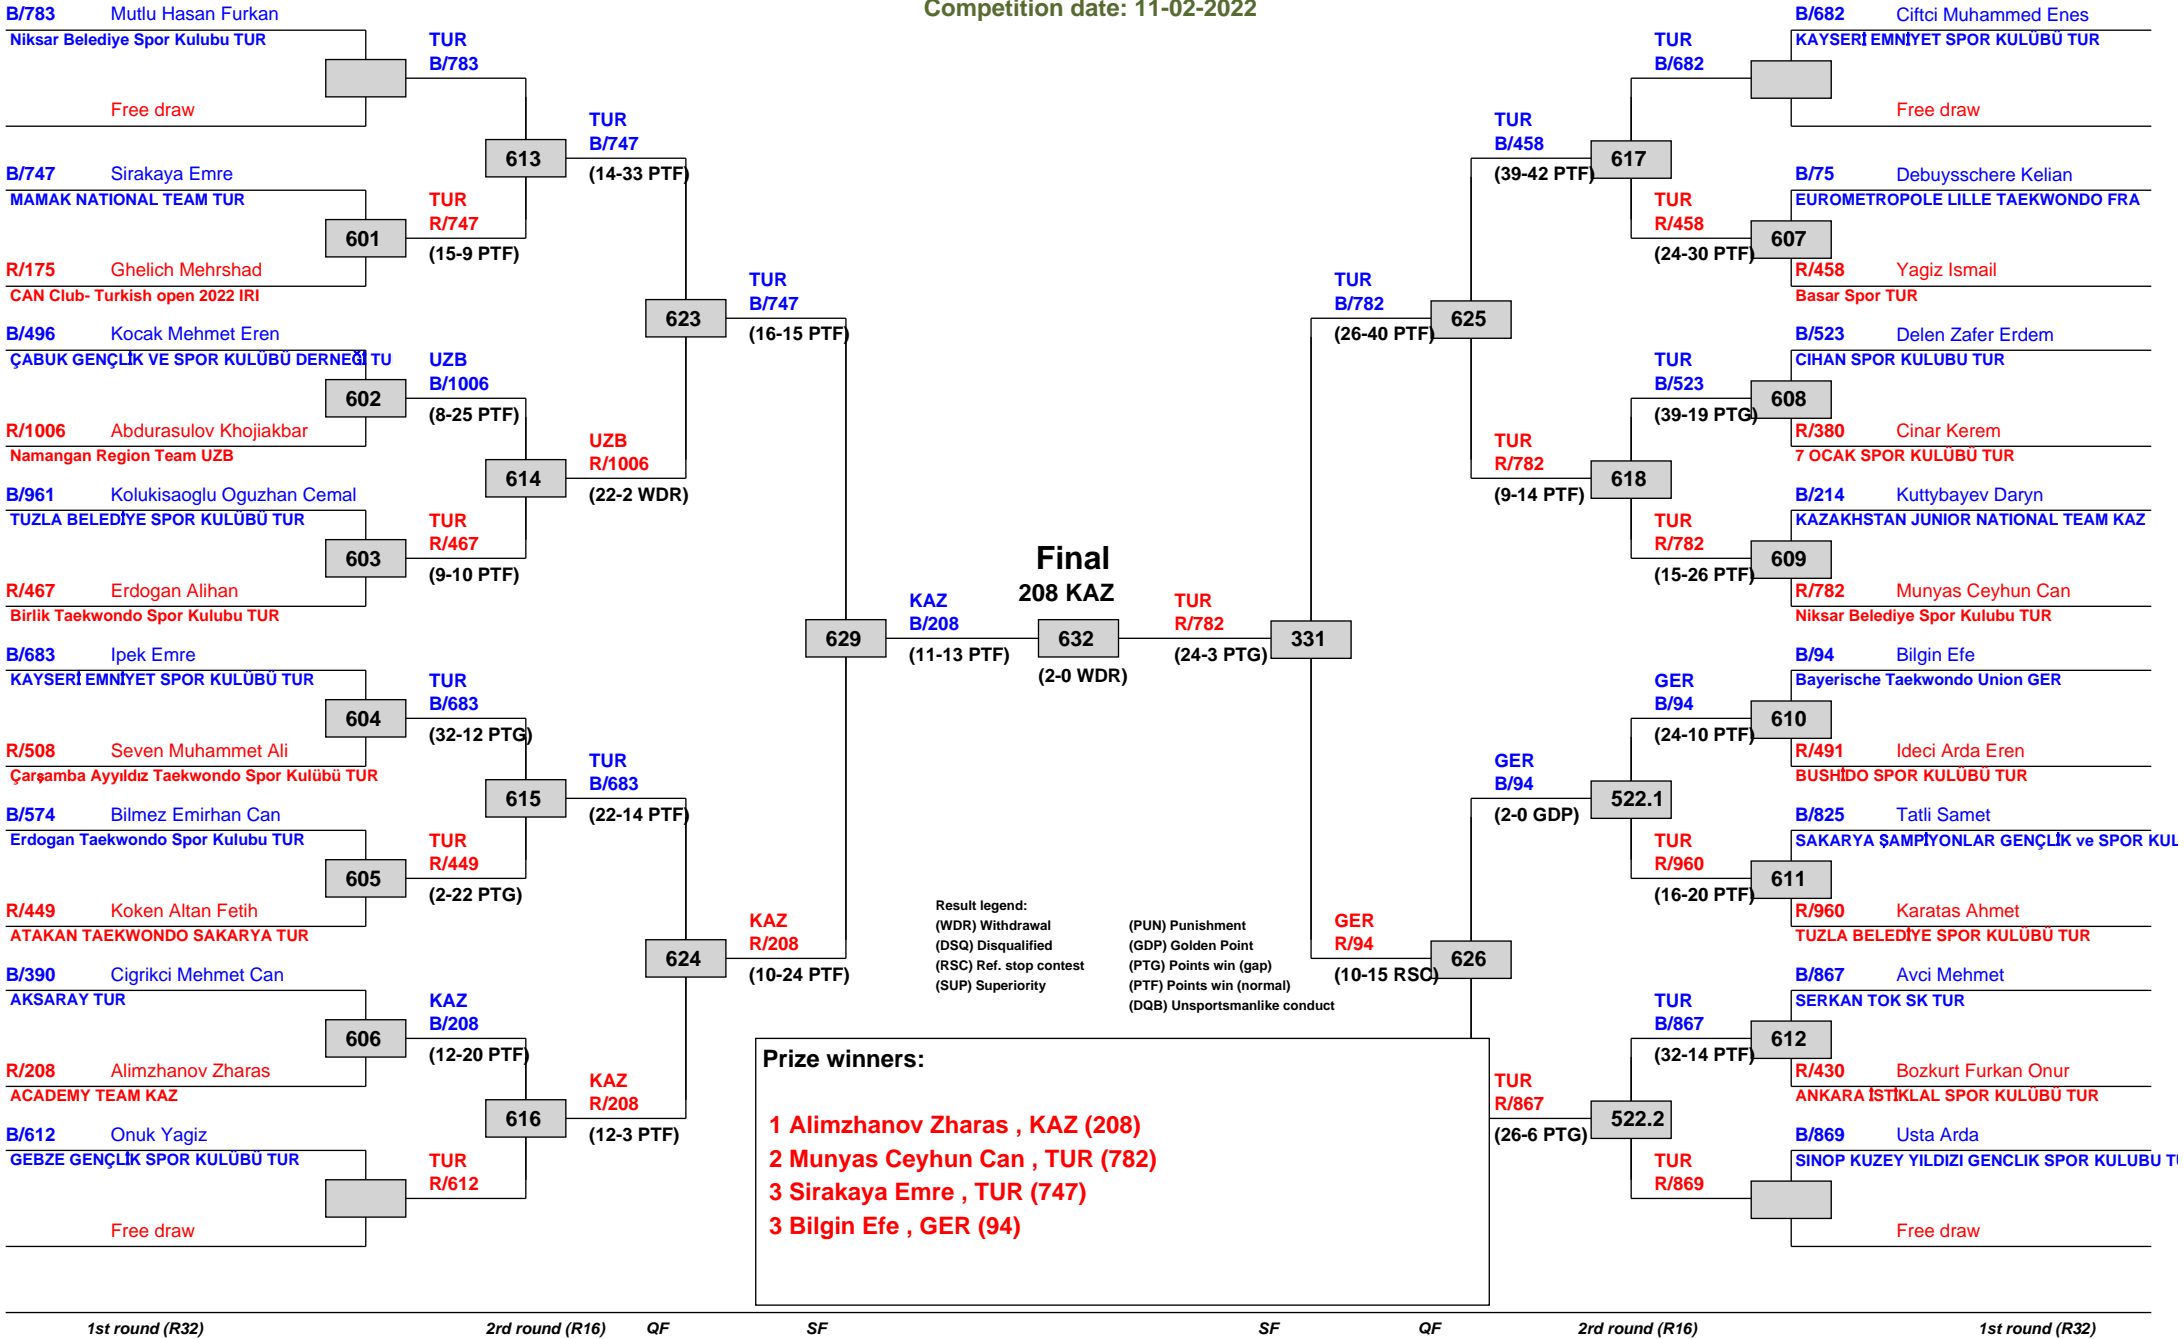 Competition date: 11-02-2022
B/783 Mutlu Hasan Furkan
Niksar Belediye Spor Kulubu TUR
Free draw
B/747 Sirakaya Emre
MAMAK NATIONAL TEAM TUR
601
R/175 Ghelich Mehrshad
CAN Club- Turkish open 2022 IRI
B/496 Kocak Mehmet Eren
ÇABUK GENÇLİK VE SPOR KULÜBÜ DERNEĞİ TU
602
R/1006 Abdurasulov Khojiakbar
Namangan Region Team UZB
B/961 Kolukisaoglu Oguzhan Cemal
TUZLA BELEDİYE SPOR KULÜBÜ TUR
603
R/467 Erdogan Alihan
Birlik Taekwondo Spor Kulubu TUR
B/683 Ipek Emre
KAYSERİ EMNİYET SPOR KULÜBÜ TUR
604
R/508 Seven Muhammet Ali
Çarşamba Ayyıldız Taekwondo Spor Kulübü TUR
B/574 Bilmez Emirhan Can
Erdogan Taekwondo Spor Kulubu TUR
605
R/449 Koken Altan Fetih
ATAKAN TAEKWONDO SAKARYA TUR
B/390 Cigrikci Mehmet Can
AKSARAY TUR
606
R/208 Alimzhanov Zharas
ACADEMY TEAM KAZ
B/612 Onuk Yagiz
GEBZE GENÇLİK SPOR KULÜBÜ TUR
Free draw
TUR
B/783
613
TUR
R/747
(15-9 PTF)
UZB
B/1006
(8-25 PTF)
614
TUR
R/467
(9-10 PTF)
TUR
B/683
(32-12 PTG)
615
TUR
R/449
(2-22 PTG)
KAZ
B/208
(12-20 PTF)
616
TUR
R/612
TUR
B/747
(14-33 PTF)
623
UZB
R/1006
(22-2 WDR)
TUR
B/683
(22-14 PTF)
624
KAZ
R/208
(12-3 PTF)
TUR
B/747
(16-15 PTF)
629
KAZ
R/208
(10-24 PTF)
KAZ
B/208
(11-13 PTF)
Final
208 KAZ
632
(2-0 WDR)
TUR
R/782
(24-3 PTG)
331
TUR
B/782
(26-40 PTF)
625
GER
R/94
(10-15 RSC)
626
TUR
B/458
(39-42 PTF)
617
TUR
R/782
(9-14 PTF)
618
GER
B/94
(2-0 GDP)
522.1
TUR
R/867
(26-6 PTG)
522.2
TUR
B/682
TUR
R/458
(24-30 PTF)
607
TUR
B/523
(39-19 PTG)
608
TUR
R/782
(15-26 PTF)
609
GER
B/94
(24-10 PTF)
610
TUR
R/960
(16-20 PTF)
611
TUR
B/867
(32-14 PTF)
612
TUR
R/869
B/682 Ciftci Muhammed Enes
KAYSERİ EMNİYET SPOR KULÜBÜ TUR
Free draw
B/75 Debuysschere Kelian
EUROMETROPOLE LILLE TAEKWONDO FRA
R/458 Yagiz Ismail
Basar Spor TUR
B/523 Delen Zafer Erdem
CIHAN SPOR KULUBU TUR
R/380 Cinar Kerem
7 OCAK SPOR KULÜBÜ TUR
B/214 Kuttybayev Daryn
KAZAKHSTAN JUNIOR NATIONAL TEAM KAZ
R/782 Munyas Ceyhun Can
Niksar Belediye Spor Kulubu TUR
B/94 Bilgin Efe
Bayerische Taekwondo Union GER
R/491 Ideci Arda Eren
BUSHİDO SPOR KULÜBÜ TUR
B/825 Tatli Samet
SAKARYA ŞAMPİYONLAR GENÇLİK ve SPOR KUL
R/960 Karatas Ahmet
TUZLA BELEDİYE SPOR KULÜBÜ TUR
B/867 Avci Mehmet
SERKAN TOK SK TUR
R/430 Bozkurt Furkan Onur
ANKARA İSTİKLAL SPOR KULÜBÜ TUR
B/869 Usta Arda
SINOP KUZEY YILDIZI GENCLIK SPOR KULUBU TU
Free draw
Result legend:
(WDR) Withdrawal (PUN) Punishment
(DSQ) Disqualified (GDP) Golden Point
(RSC) Ref. stop contest (PTG) Points win (gap)
(SUP) Superiority (PTF) Points win (normal)
(DQB) Unsportsmanlike conduct
Prize winners:
1 Alimzhanov Zharas , KAZ (208)
2 Munyas Ceyhun Can , TUR (782)
3 Sirakaya Emre , TUR (747)
3 Bilgin Efe , GER (94)
1st round (R32) 2rd round (R16) QF SF SF QF 2rd round (R16) 1st round (R32)